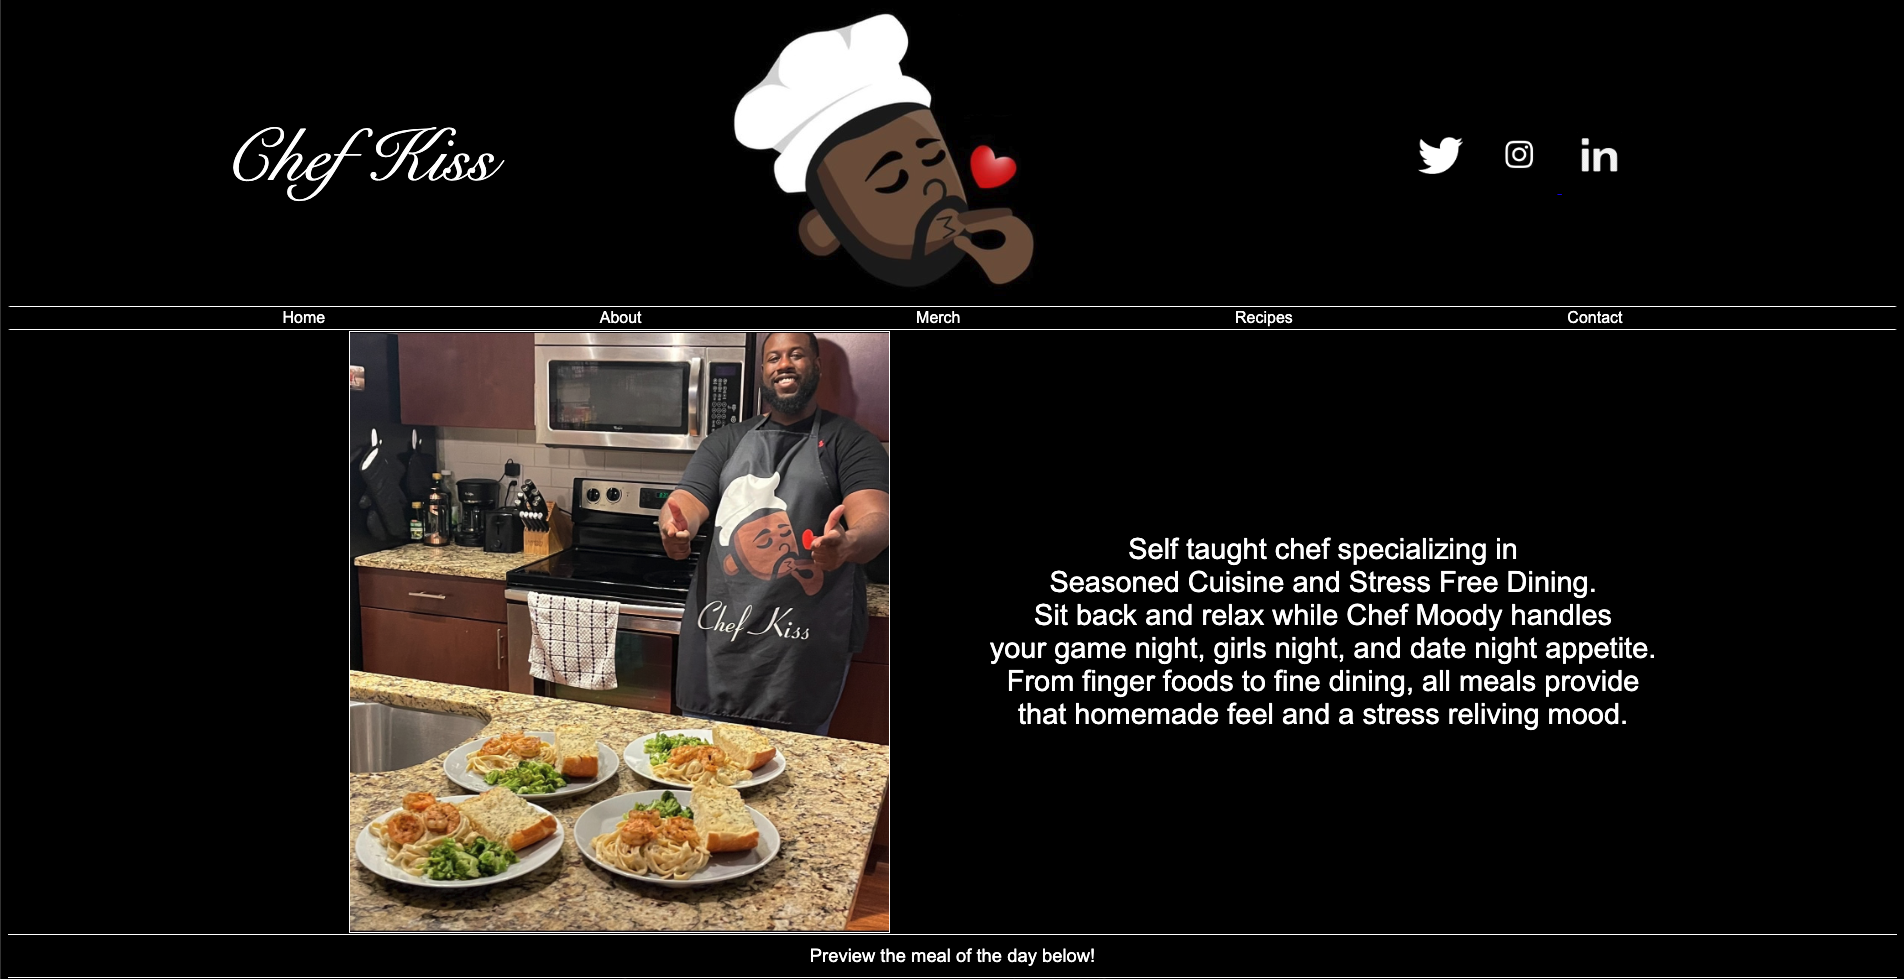 Chef Kiss
in
Home About Merch Recipes Contact
Chef Kiss
Self taught chef specializing in
Seasoned Cuisine and Stress Free Dining.
Sit back and relax while Chef Moody handles
your game night, girls night, and date night appetite.
From finger foods to fine dining, all meals provide
that homemade feel and a stress reliving mood.
Preview the meal of the day below!